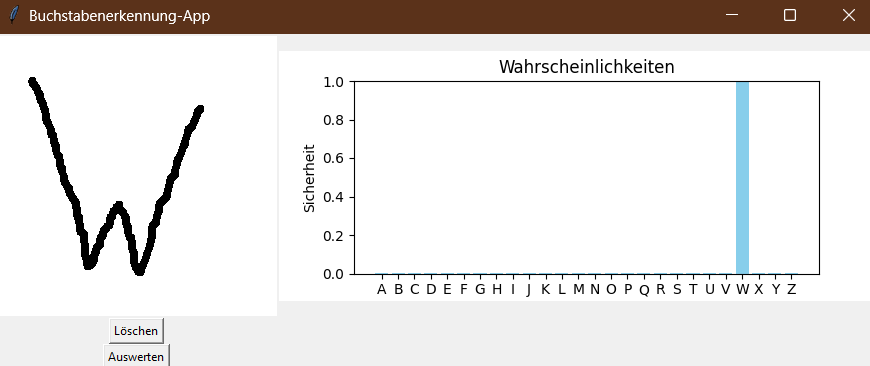 Buchstabenerkennung-App
W
Wahrscheinlichkeiten
Sicherheit
1.0
0.8
0.6
0.4
0.2
0.0
A B C D E F G H I J K L M N O P Q R S T U V W X Y Z
Löschen
Auswerten